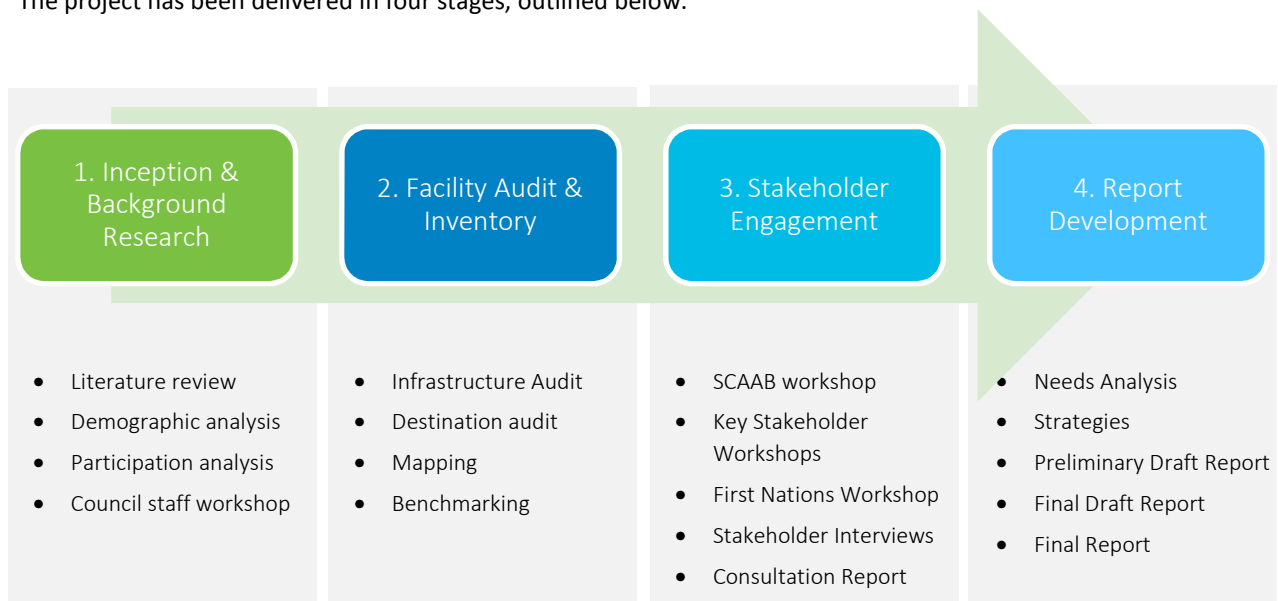 The project has been delivered in four stages, outlined below.
1. Inception &
Background
Research
2. Facility Audit &
Inventory
3. Stakeholder
Engagement
4. Report
Development
• Literature review
• Demographic analysis
• Participation analysis
• Council staff workshop
• Infrastructure Audit
• Destination audit
• Mapping
• Benchmarking
• SCAAB workshop
• Key Stakeholder
Workshops
• First Nations Workshop
• Stakeholder Interviews
• Consultation Report
• Needs Analysis
• Strategies
• Preliminary Draft Report
• Final Draft Report
• Final Report